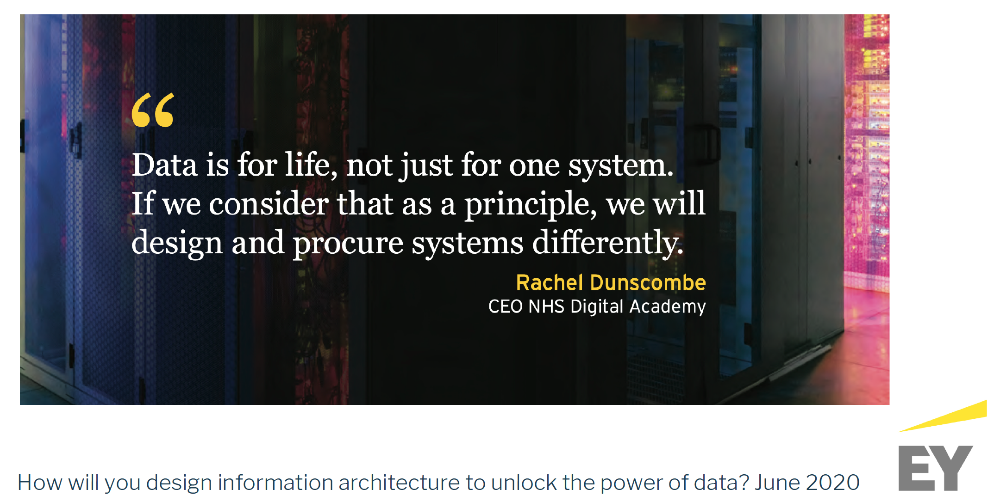 “
Data is for life, not just for one system.
If we consider that as a principle, we will
design and procure systems differently.
Rachel Dunscombe
CEO NHS Digital Academy
EY
How will you design information architecture to unlock the power of data? June 2020